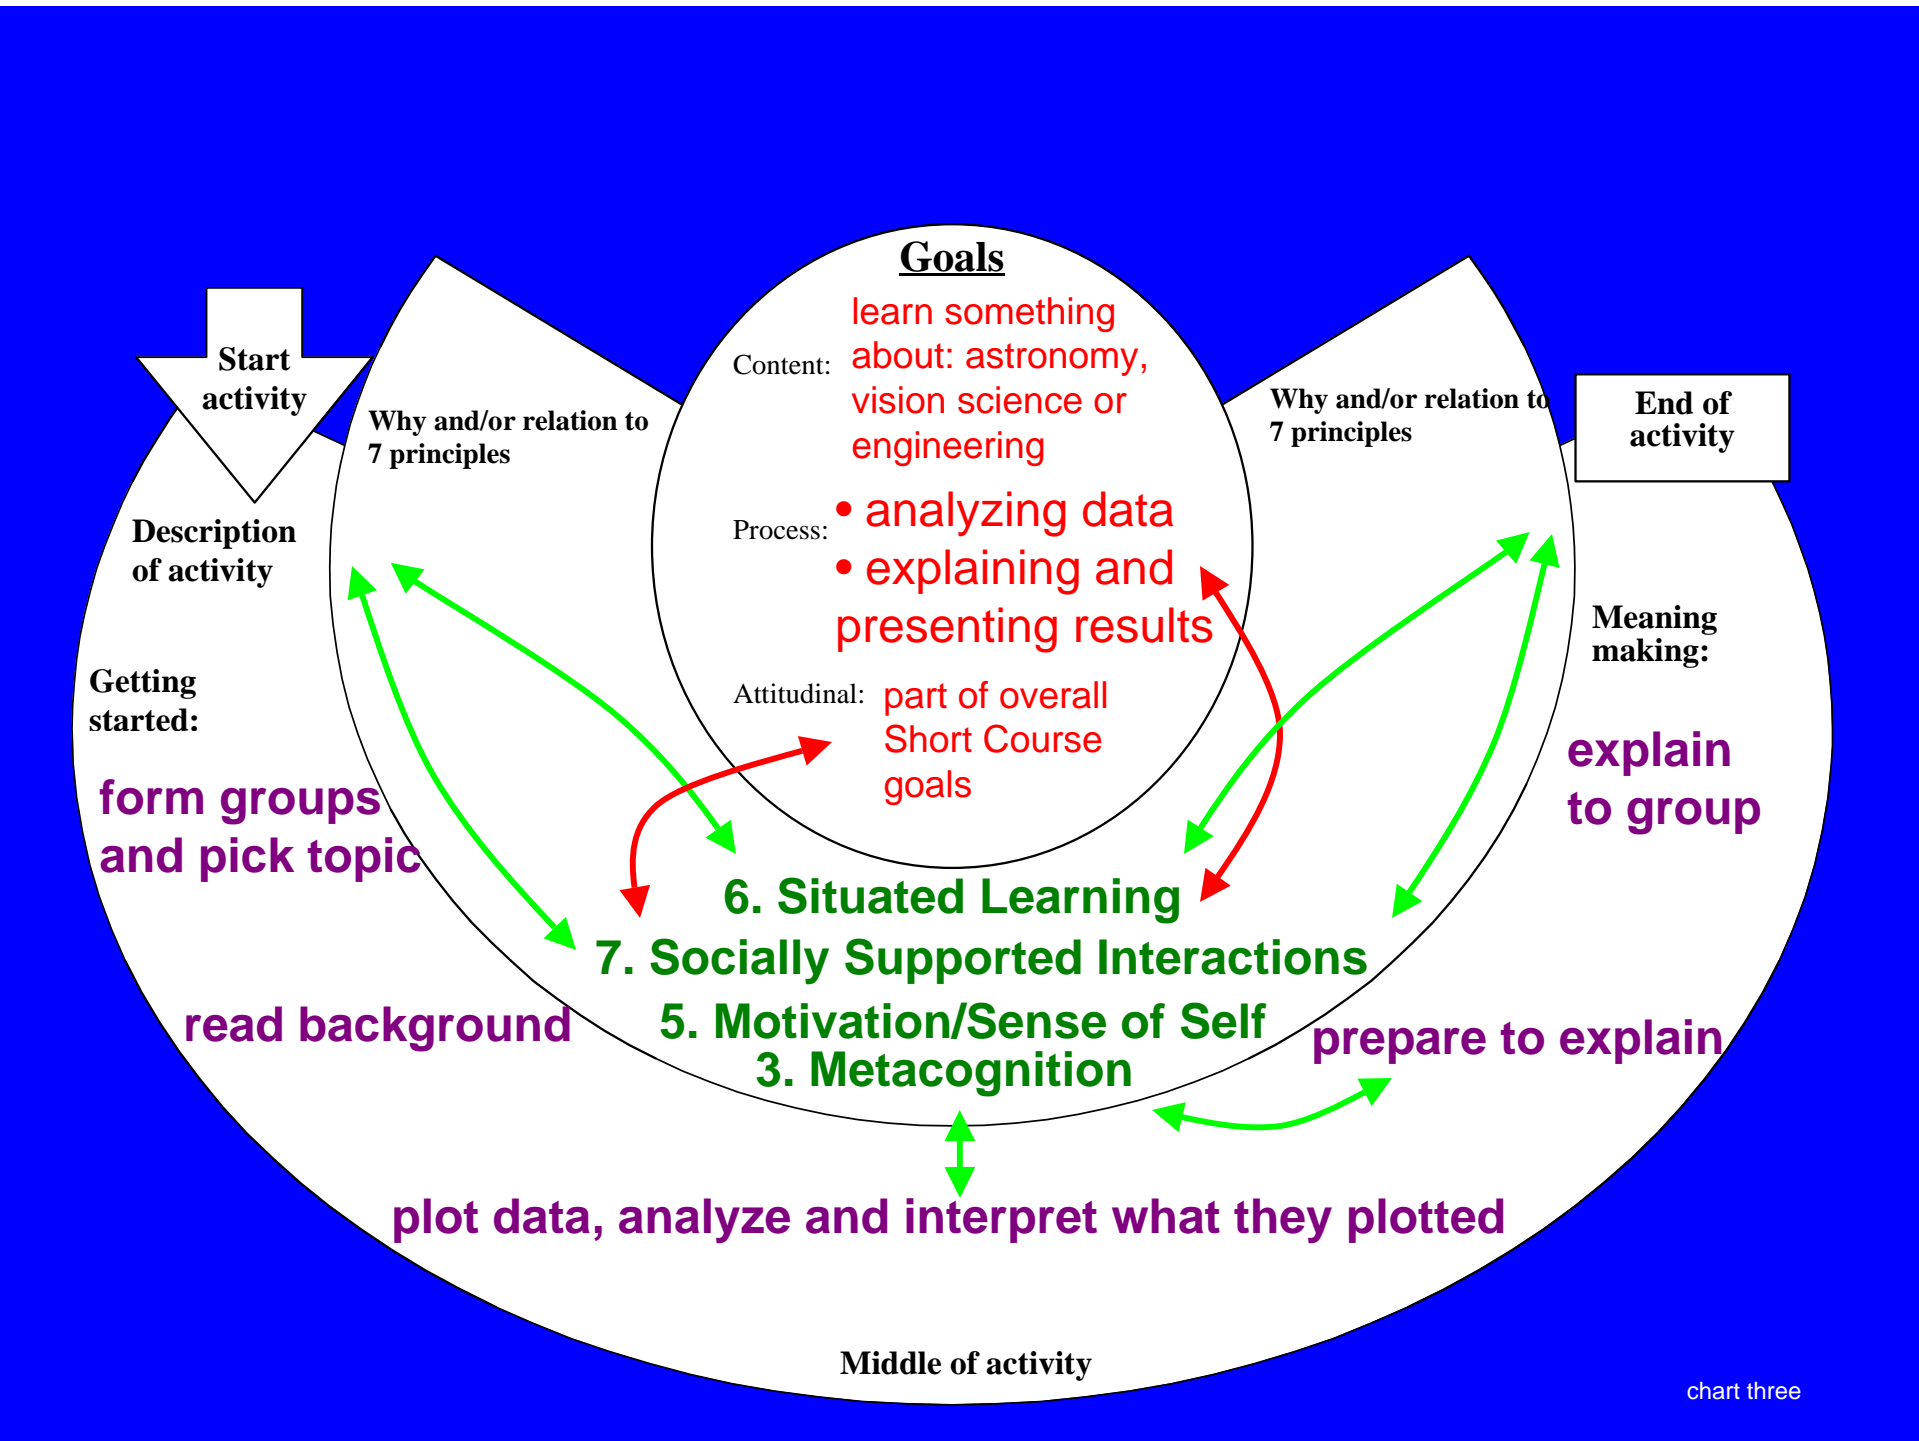 Goals
Content:
learn something
about: astronomy,
vision science or
engineering
Process:
• analyzing data
• explaining and
presenting results
Attitudinal:
part of overall
Short Course
goals
Start
activity
Why and/or relation to
7 principles
Why and/or relation to
7 principles
End of
activity
Description
of activity
Getting
started:
form groups
and pick topic
read background
6. Situated Learning
7. Socially Supported Interactions
5. Motivation/Sense of Self
3. Metacognition
Meaning
making:
explain
to group
prepare to explain
plot data, analyze and interpret what they plotted
Middle of activity
chart three